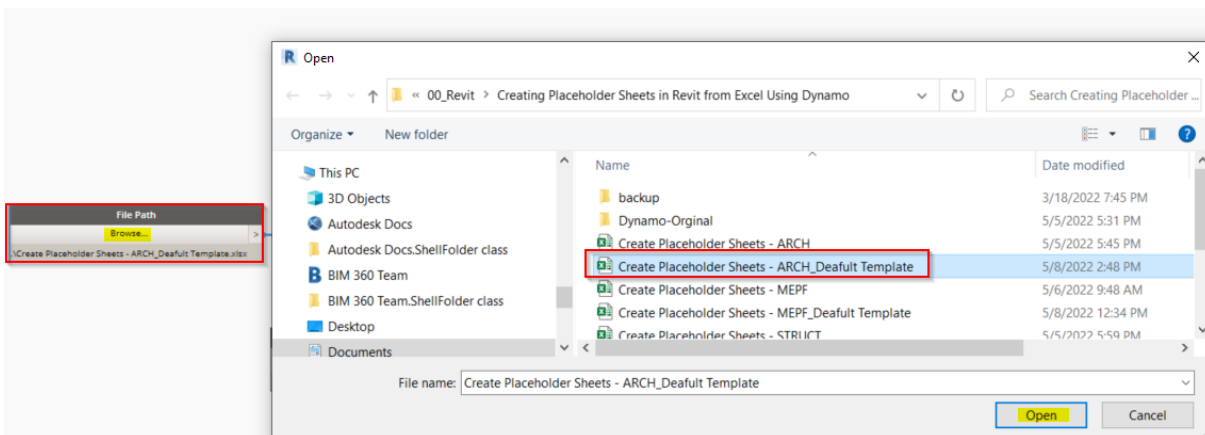 R Open
« 00_Revit > Creating Placeholder Sheets in Revit from Excel Using Dynamo
Search Creating Placeholder ...
Organize
New folder
?
This PC
3D Objects
Autodesk Docs
Autodesk Docs.ShellFolder class
B BIM 360 Team
BIM 360 Team.ShellFolder class
Desktop
Documents
Name Date modified
backup 3/18/2022 7:45 PM
Dynamo-Orginal 5/5/2022 5:31 PM
Create Placeholder Sheets - ARCH 5/5/2022 5:45 PM
Create Placeholder Sheets - ARCH_Deafult Template 5/8/2022 2:48 PM
Create Placeholder Sheets - MEPF 5/6/2022 9:48 AM
Create Placeholder Sheets - MEPF_Deafult Template 5/8/2022 12:34 PM
Create Placeholder Sheets - STRUCT 5/5/2022 5:59 PM
File Path
Browse... >
.\Create Placeholder Sheets - ARCH_Deafult Template.xlsx
File name: Create Placeholder Sheets - ARCH_Deafult Template
Open Cancel